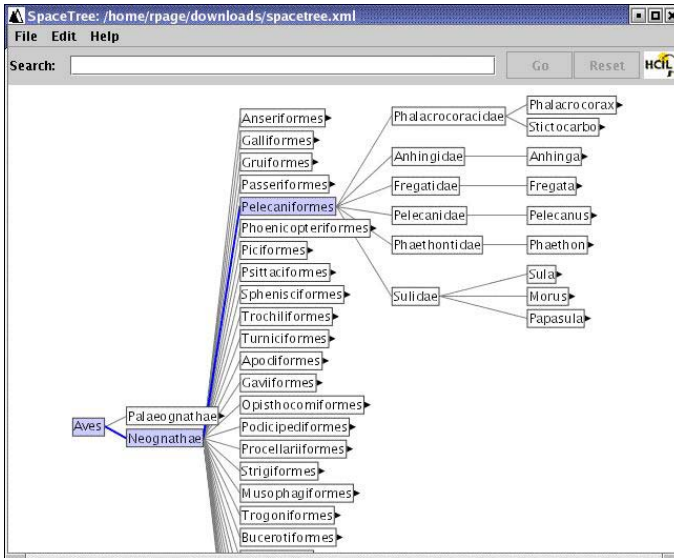 SpaceTree: /home/rpage/downloads/spacetree.xml
File Edit Help
Search: Go Reset HCIL
Aves
Palaeognathae
Neognathae
Anseriformes
Galliformes
Gruiformes
Passeriformes
Pelecaniformes
Phoenicopteriformes
Piciformes
Psittaciformes
Sphenisciformes
Trochiliformes
Turniciformes
Apodiformes
Gaviiformes
Opisthocomiformes
Podicipediformes
Procellariiformes
Strigiformes
Musophagiformes
Trogoniformes
Bucerotiformes
Phalacrocoracidae
Anhingidae
Fregatidae
Pelecanidae
Phaethontidae
Sulidae
Phalacrocorax
Stictocarbo
Anhinga
Fregata
Pelecanus
Phaethon
Sula
Morus
Papasula